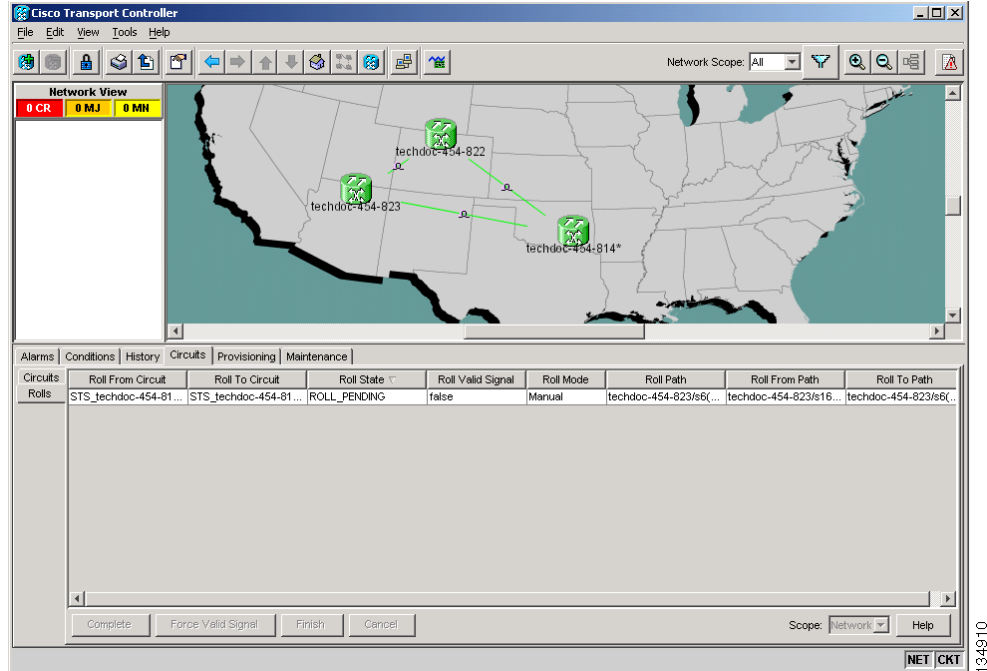 Cisco Transport Controller
File Edit View Tools Help
Network Scope: All
Network View
0 CR 0 MJ 0 MN
techdoc-454-822
techdoc-454-823
techdoc-454-814*
Alarms Conditions History Circuits Provisioning Maintenance
Circuits
Rolls
Roll From Circuit Roll To Circuit Roll State Roll Valid Signal Roll Mode Roll Path Roll From Path Roll To Path
STS_techdoc-454-81... STS_techdoc-454-81... ROLL_PENDING false Manual techdoc-454-823/s6(... techdoc-454-823/s16... techdoc-454-823/s6(..
Complete Force Valid Signal Finish Cancel Scope: Network Help
NET CKT
134910